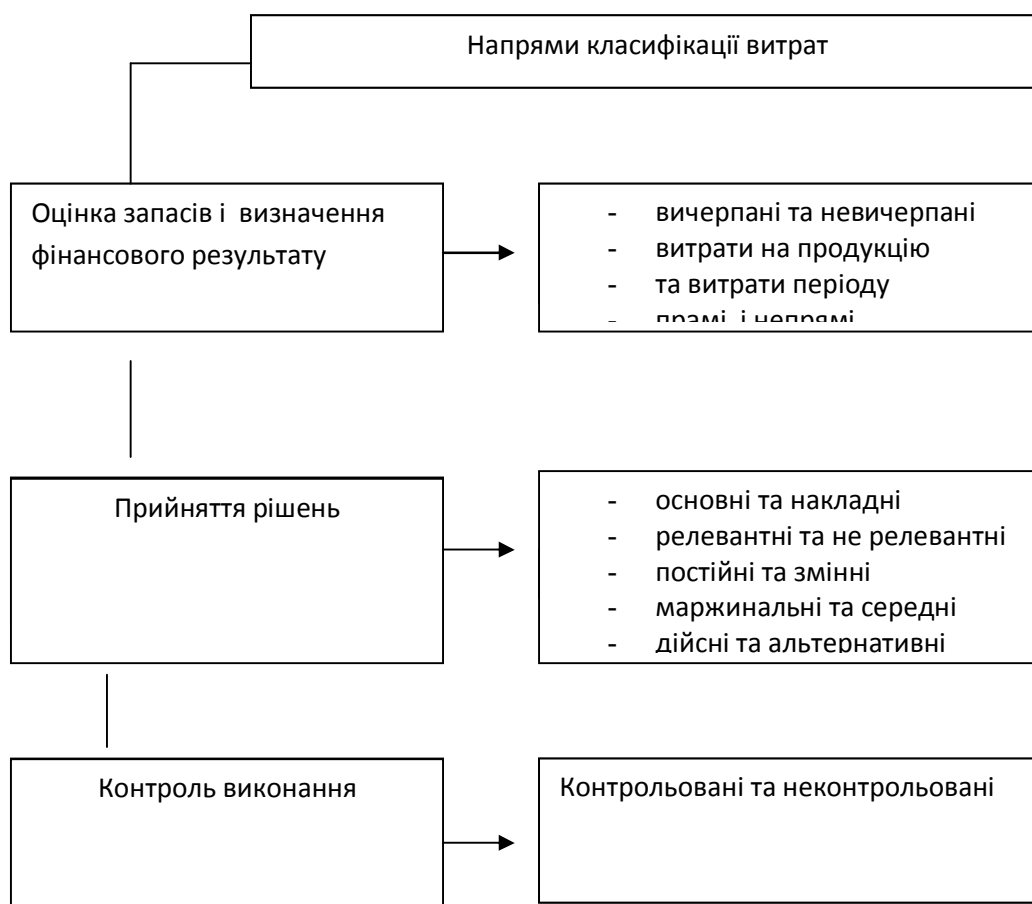 Напрями класифікації витрат
Оцінка запасів і визначення
фінансового результату
- вичерпані та невичерпані
- витрати на продукцію
- та витрати періоду
- прамі і непрямі
Прийняття рішень
- основні та накладні
- релевантні та не релевантні
- постійні та змінні
- маржинальні та середні
- дійсні та альтернативні
Контроль виконання
Контрольовані та неконтрольовані